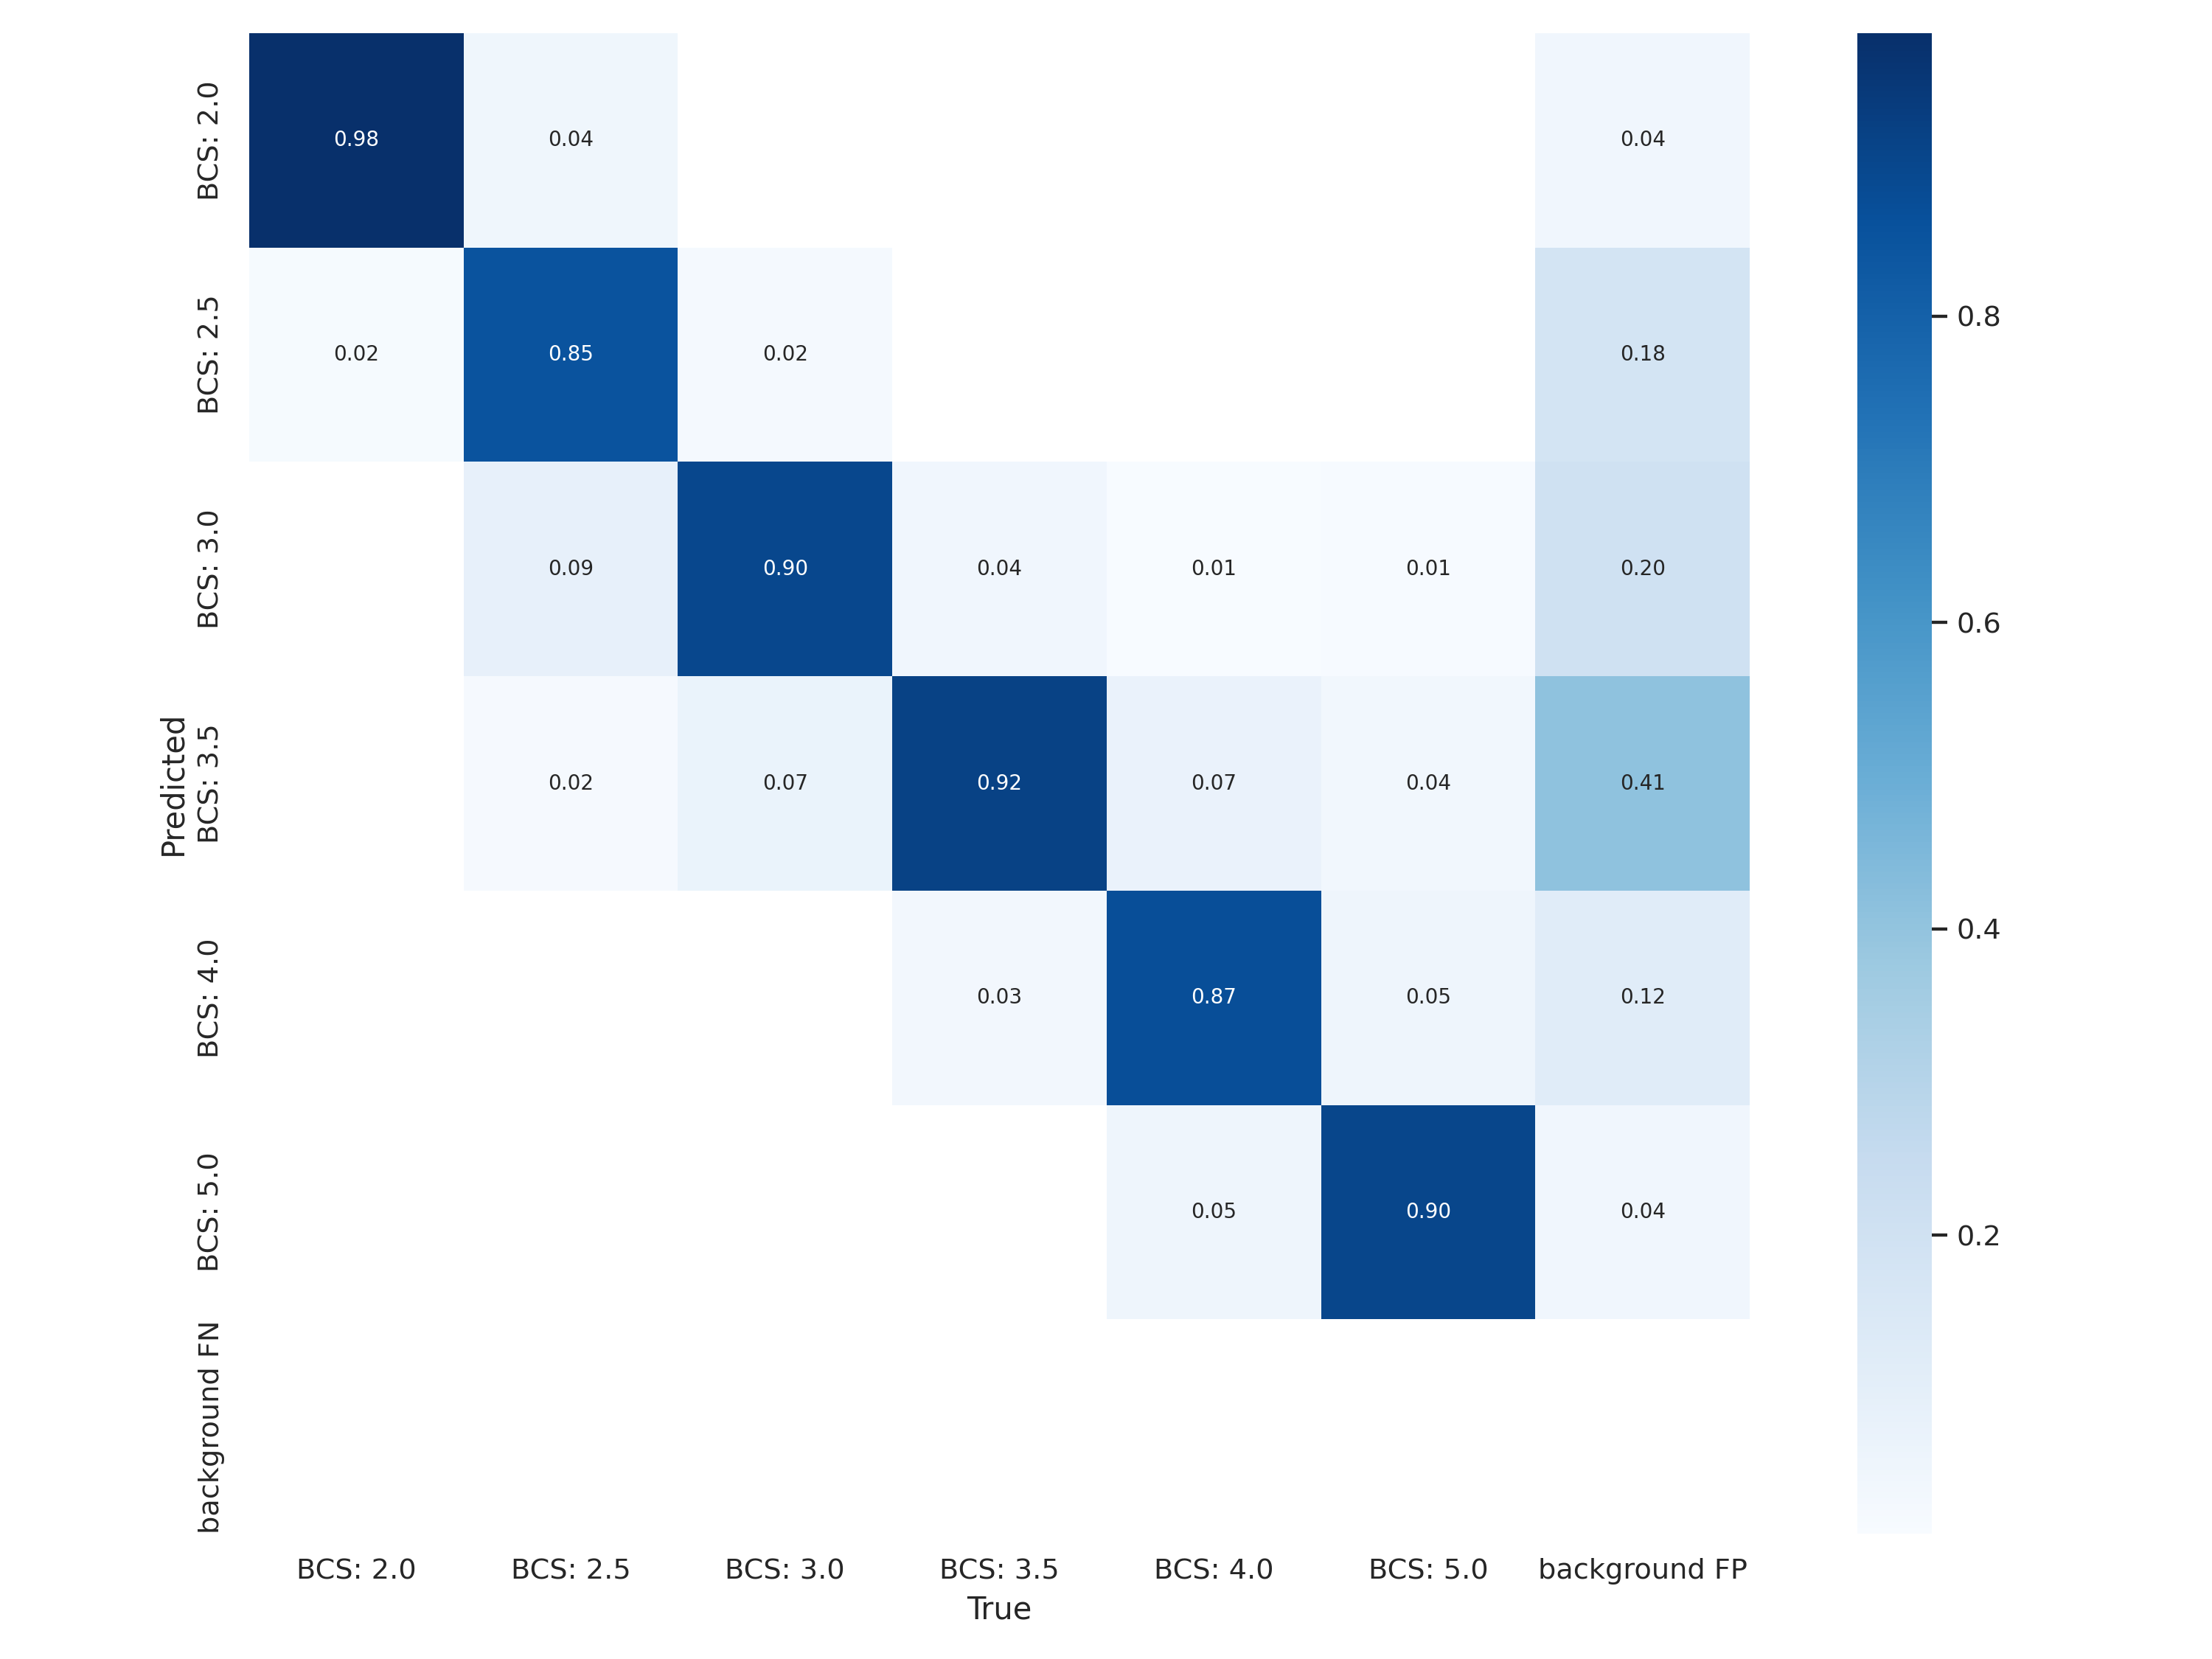 BCS: 2.0
0.98
0.04
0.04
BCS: 2.5
0.02
0.85
0.02
0.18
0.8
BCS: 3.0
0.09
0.90
0.04
0.01
0.01
0.20
0.6
Predicted
BCS: 3.5
0.02
0.07
0.92
0.07
0.04
0.41
0.4
BCS: 4.0
0.03
0.87
0.05
0.12
BCS: 5.0
0.05
0.90
0.04
0.2
background FN
BCS: 2.0
BCS: 2.5
BCS: 3.0
BCS: 3.5
BCS: 4.0
BCS: 5.0
background FP
True